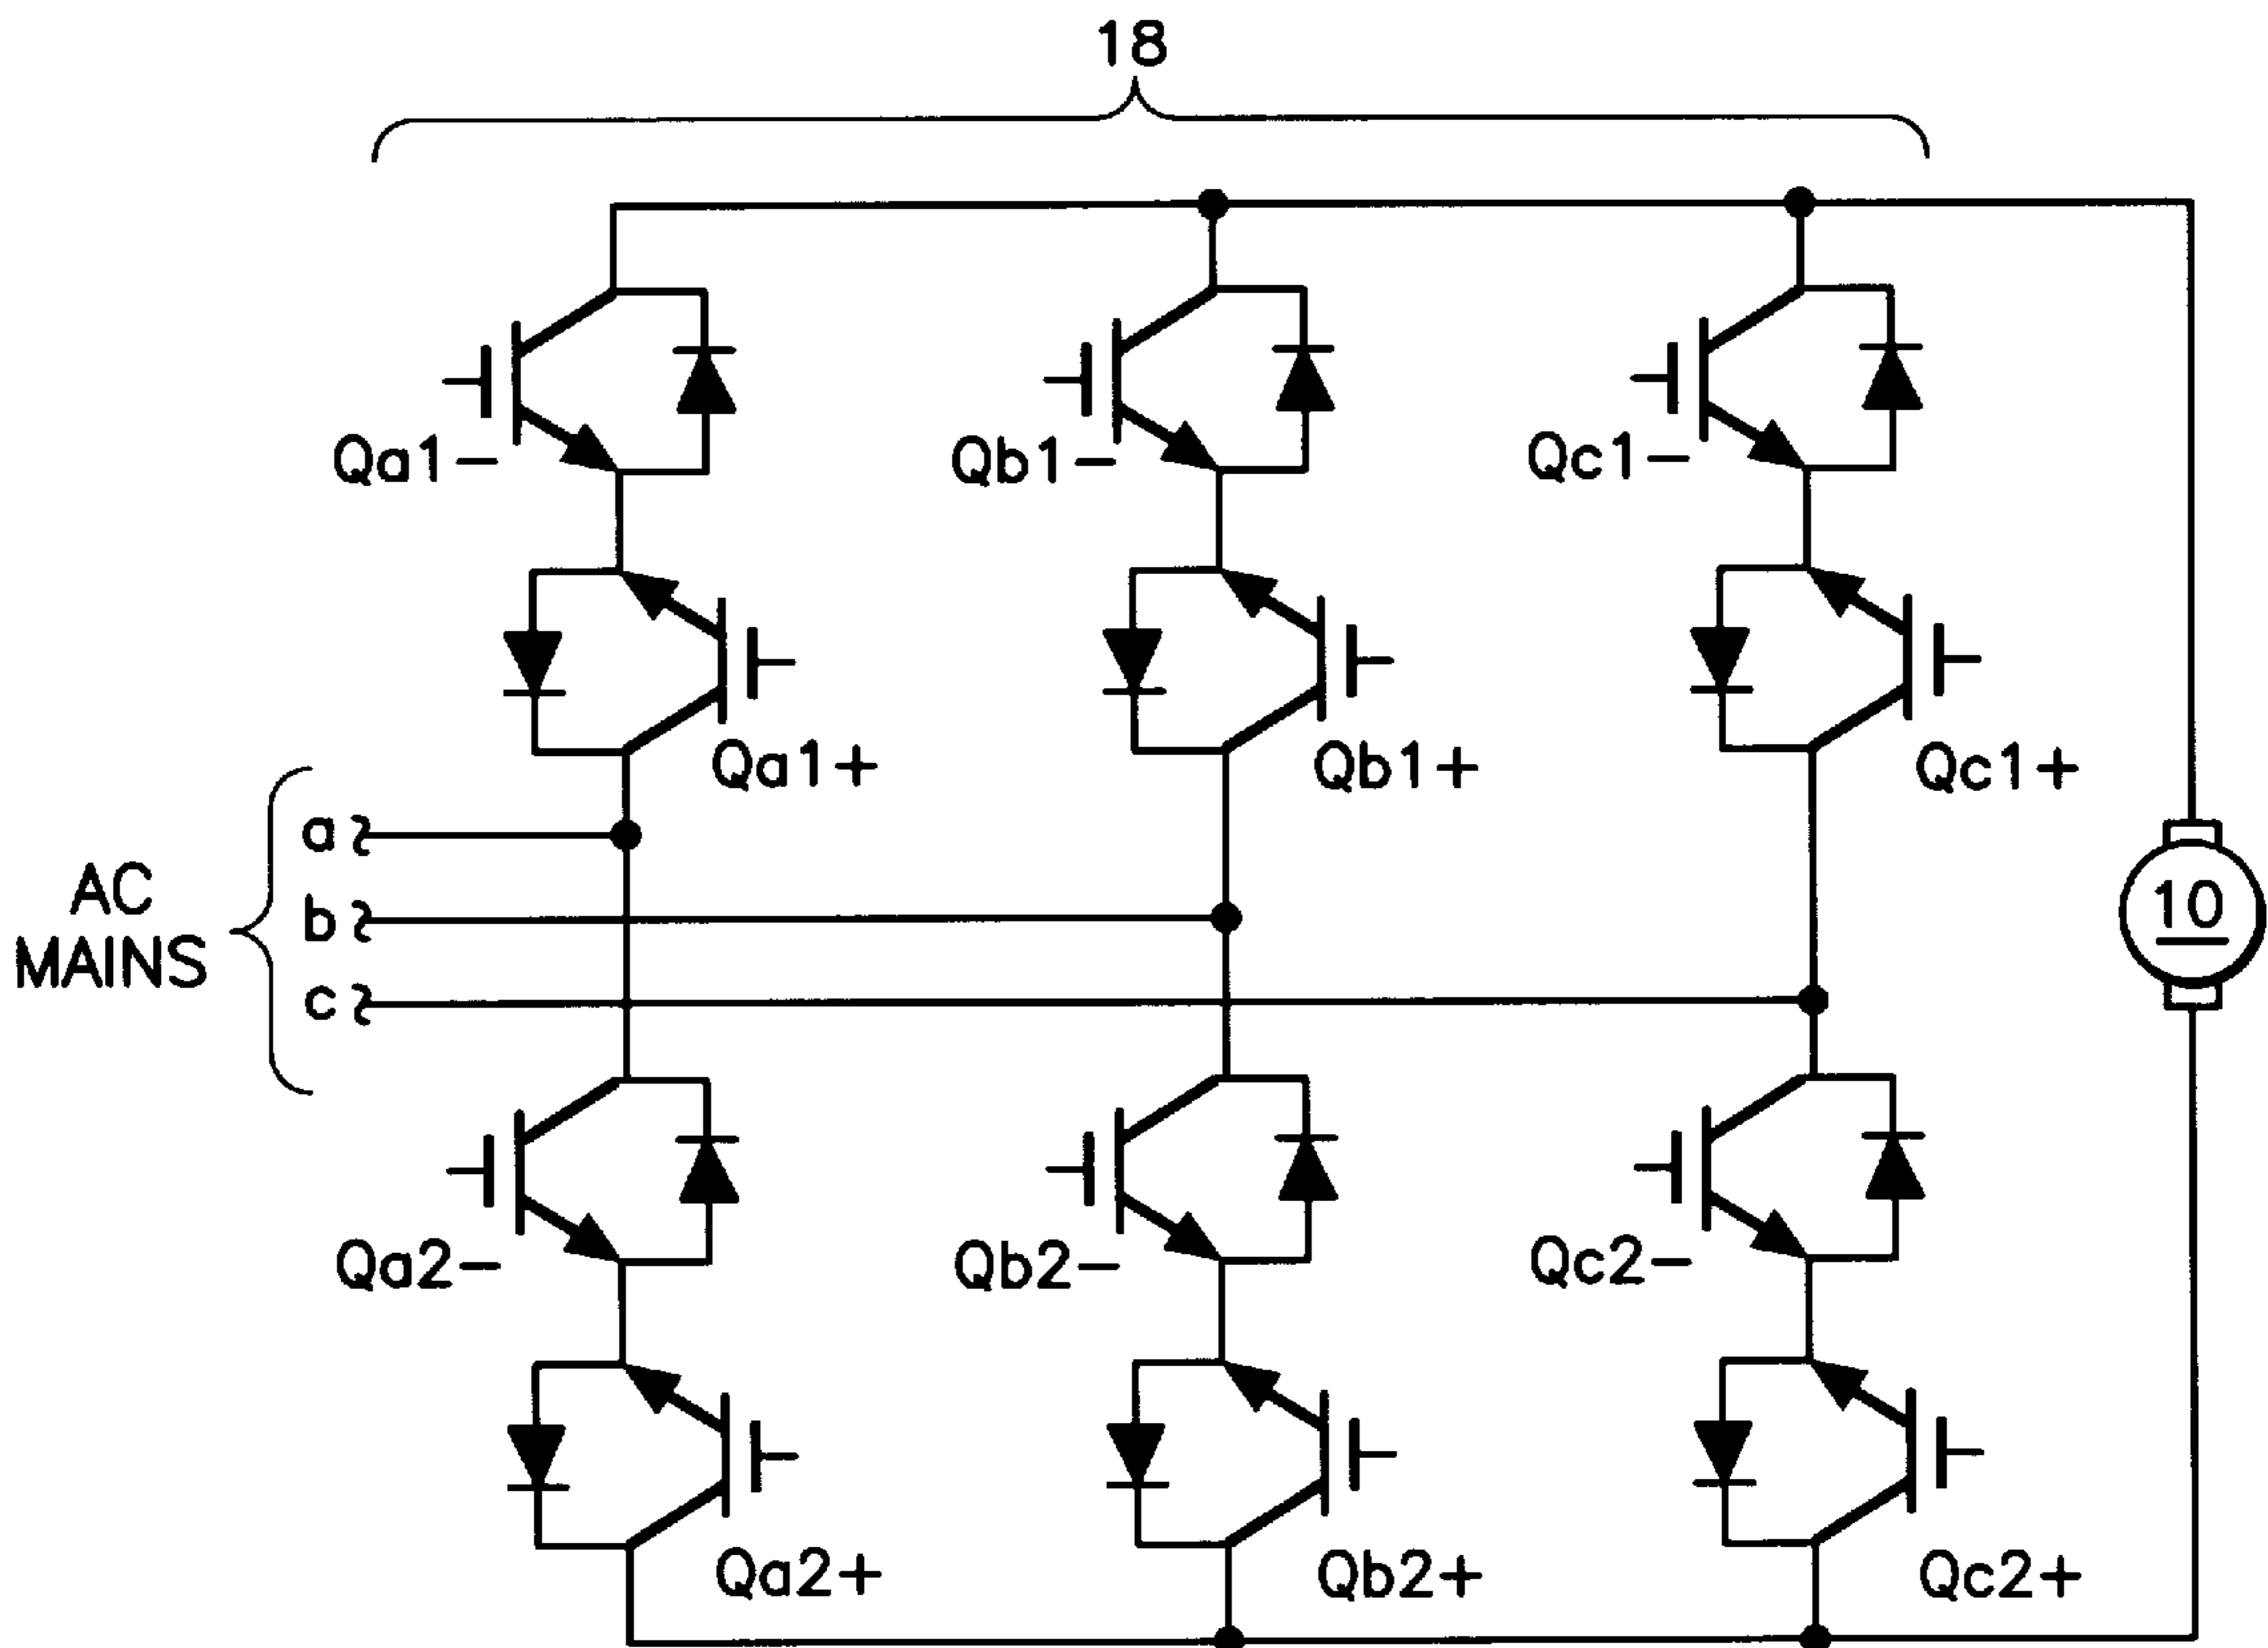 18
Qa1-
Qb1-
Qc1-
Qa1+
Qb1+
Qc1+
AC
MAINS
a
b
c
10
Qa2-
Qb2-
Qc2-
Qa2+
Qb2+
Qc2+